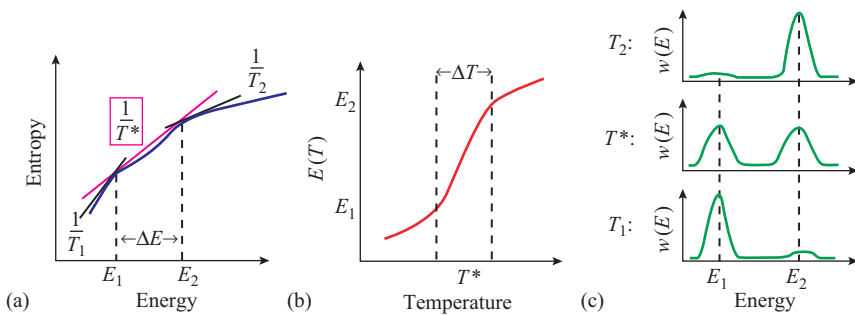 (a)
Entropy
1/T₁
1/T*
1/T₂
←ΔE→
E₁ E₂
Energy
(b)
E(T)
E₂
E₁
←ΔT→
T*
Temperature
(c)
T₂: w(E)
T*: w(E)
T₁: w(E)
E₁ E₂
Energy